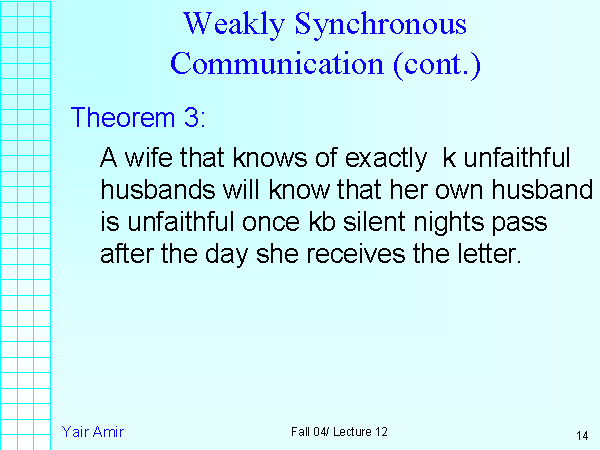 Weakly Synchronous
Communication (cont.)
Theorem 3:
A wife that knows of exactly k unfaithful
husbands will know that her own husband
is unfaithful once kb silent nights pass
after the day she receives the letter.
Yair Amir
Fall 04/ Lecture 12
14